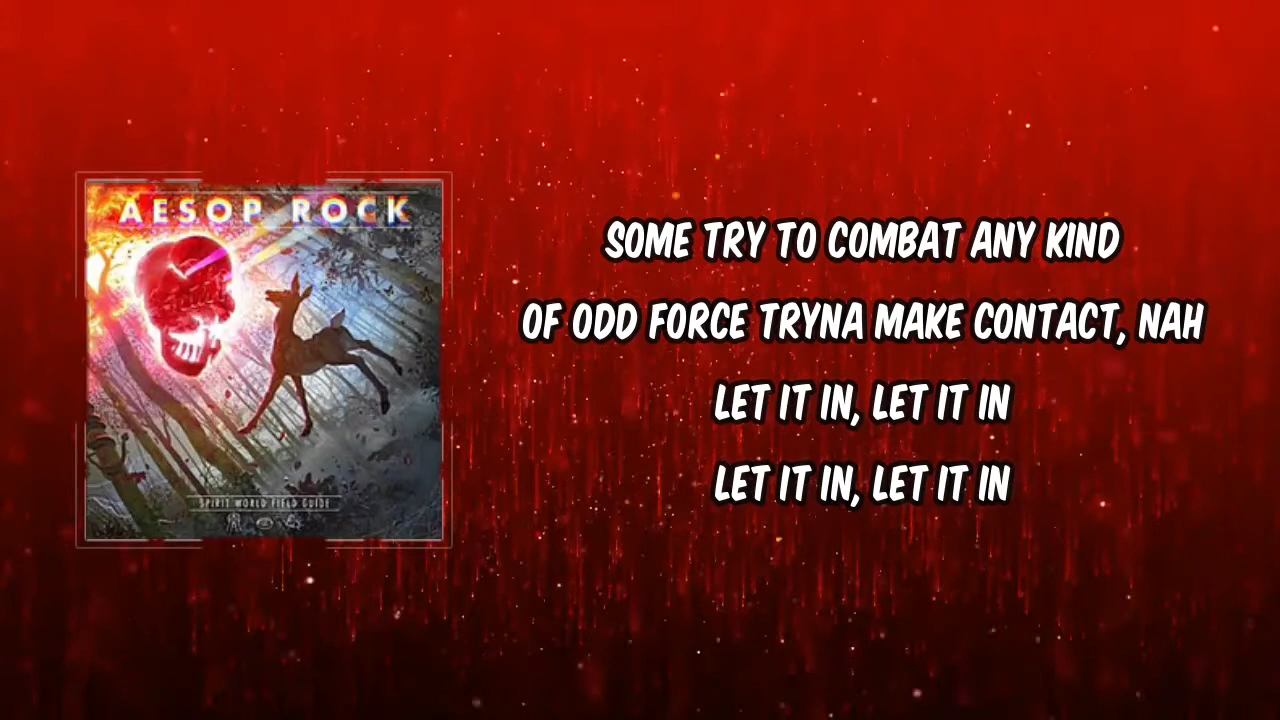 AESOP ROCK
SPIRIT WORLD FIELD GUIDE
SOME TRY TO COMBAT ANY KIND
OF ODD FORCE TRYNA MAKE CONTACT, NAH
LET IT IN, LET IT IN
LET IT IN, LET IT IN